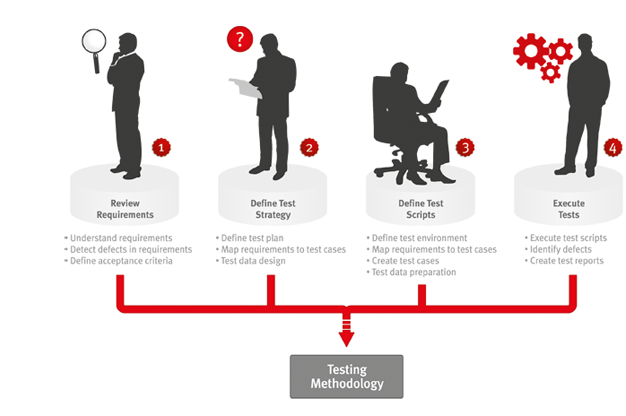 ?
1
2
3
4
Review
Requirements
• Understand requirements
• Detect defects in requirements
• Define acceptance criteria
Define Test
Strategy
• Define test plan
• Map requirements to test cases
• Test data design
Define Test
Scripts
• Define test environment
• Map requirements to test cases
• Create test cases
• Test data preparation
Execute
Tests
• Execute test scripts
• Identify defects
• Create test reports
Testing
Methodology